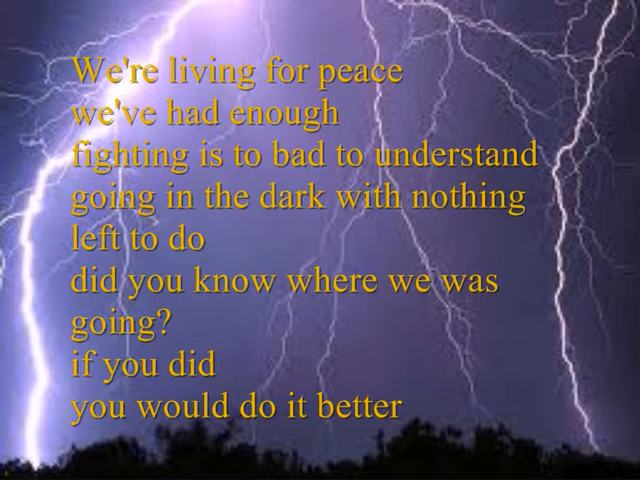 We're living for peace
we've had enough
fighting is to bad to understand
going in the dark with nothing
left to do
did you know where we was
going?
if you did
you would do it better